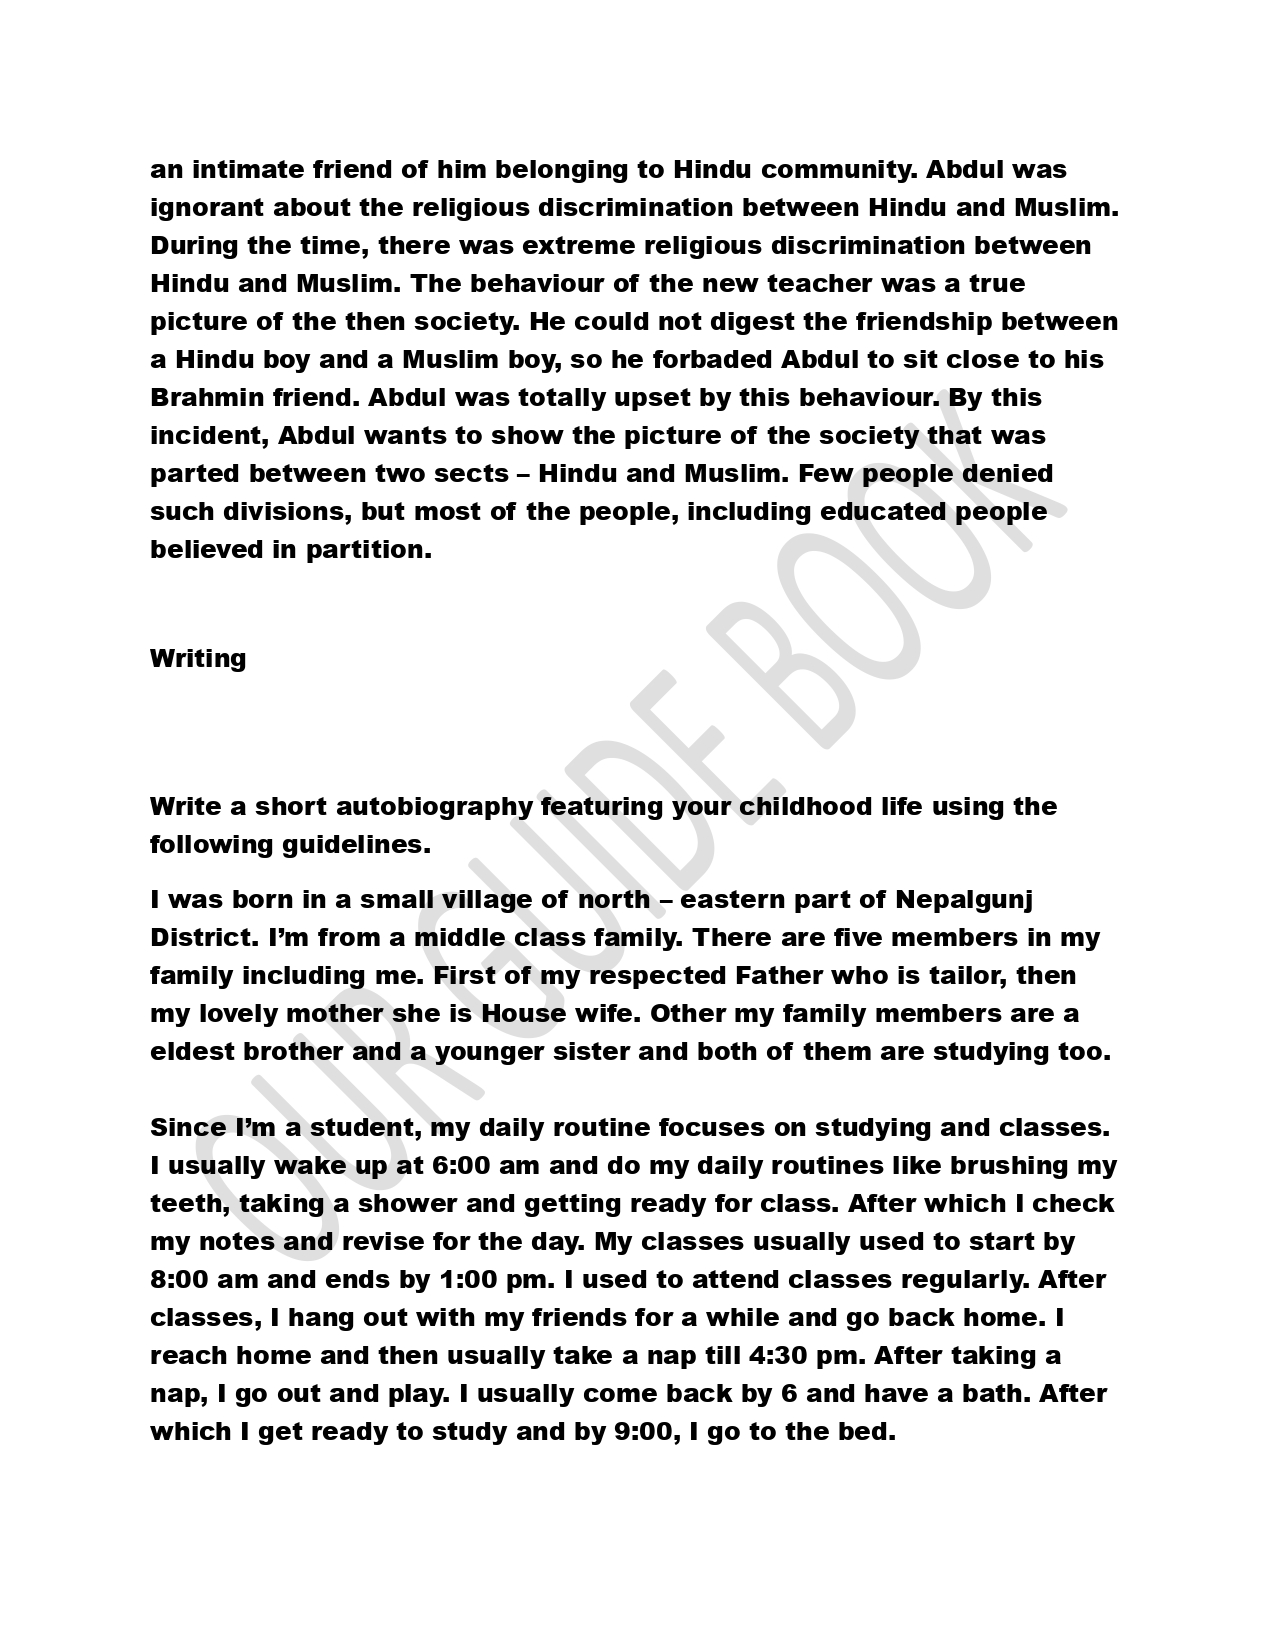 an intimate friend of him belonging to Hindu community. Abdul was
ignorant about the religious discrimination between Hindu and Muslim.
During the time, there was extreme religious discrimination between
Hindu and Muslim. The behaviour of the new teacher was a true
picture of the then society. He could not digest the friendship between
a Hindu boy and a Muslim boy, so he forbaded Abdul to sit close to his
Brahmin friend. Abdul was totally upset by this behaviour. By this
incident, Abdul wants to show the picture of the society that was
parted between two sects – Hindu and Muslim. Few people denied
such divisions, but most of the people, including educated people
believed in partition.
Writing
Write a short autobiography featuring your childhood life using the
following guidelines.
I was born in a small village of north – eastern part of Nepalgunj
District. I’m from a middle class family. There are five members in my
family including me. First of my respected Father who is tailor, then
my lovely mother she is House wife. Other my family members are a
eldest brother and a younger sister and both of them are studying too.
Since I’m a student, my daily routine focuses on studying and classes.
I usually wake up at 6:00 am and do my daily routines like brushing my
teeth, taking a shower and getting ready for class. After which I check
my notes and revise for the day. My classes usually used to start by
8:00 am and ends by 1:00 pm. I used to attend classes regularly. After
classes, I hang out with my friends for a while and go back home. I
reach home and then usually take a nap till 4:30 pm. After taking a
nap, I go out and play. I usually come back by 6 and have a bath. After
which I get ready to study and by 9:00, I go to the bed.
OUR GUIDE BOOK